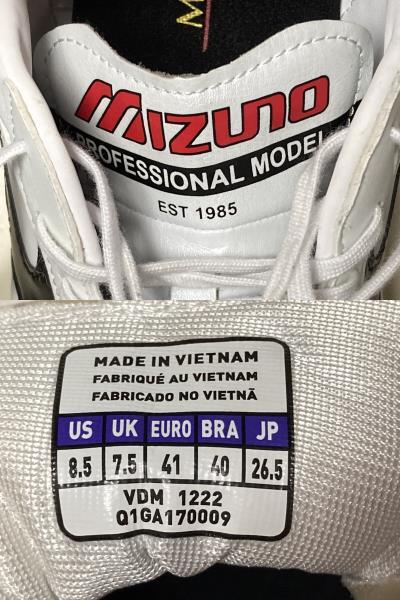 M
MIZUNO
PROFESSIONAL MODEL
EST 1985
MADE IN VIETNAM
FABRIQUÉ AU VIETNAM
FABRICADO NO VIETNÃ
US UK EURO BRA JP
8.5 7.5 41 40 26.5
VDM 1222
Q1GA170009